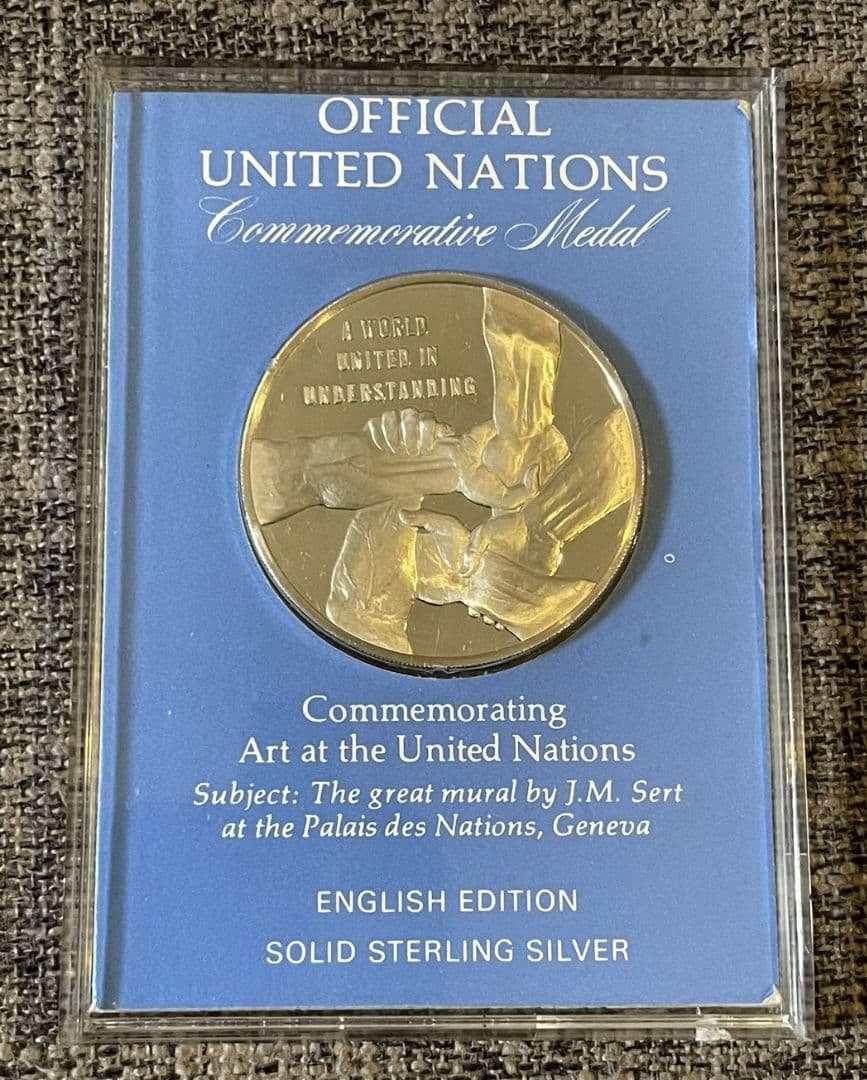 OFFICIAL
UNITED NATIONS
Commemorative Medal
A WORLD
UNITED IN
UNDERSTANDING
Commemorating
Art at the United Nations
Subject: The great mural by J.M. Sert
at the Palais des Nations, Geneva
ENGLISH EDITION
SOLID STERLING SILVER